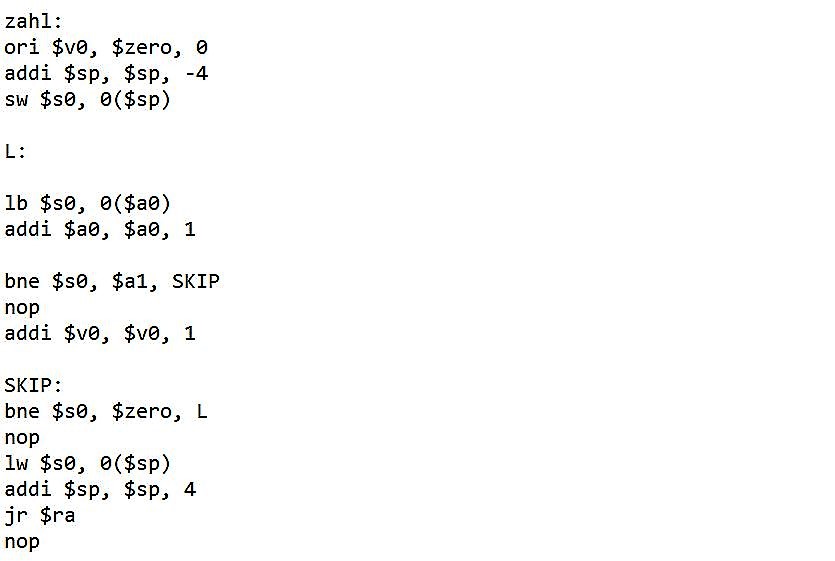 zahl:
ori $v0, $zero, 0
addi $sp, $sp, -4
sw $s0, 0($sp)
L:
lb $s0, 0($a0)
addi $a0, $a0, 1
bne $s0, $a1, SKIP
nop
addi $v0, $v0, 1
SKIP:
bne $s0, $zero, L
nop
lw $s0, 0($sp)
addi $sp, $sp, 4
jr $ra
nop